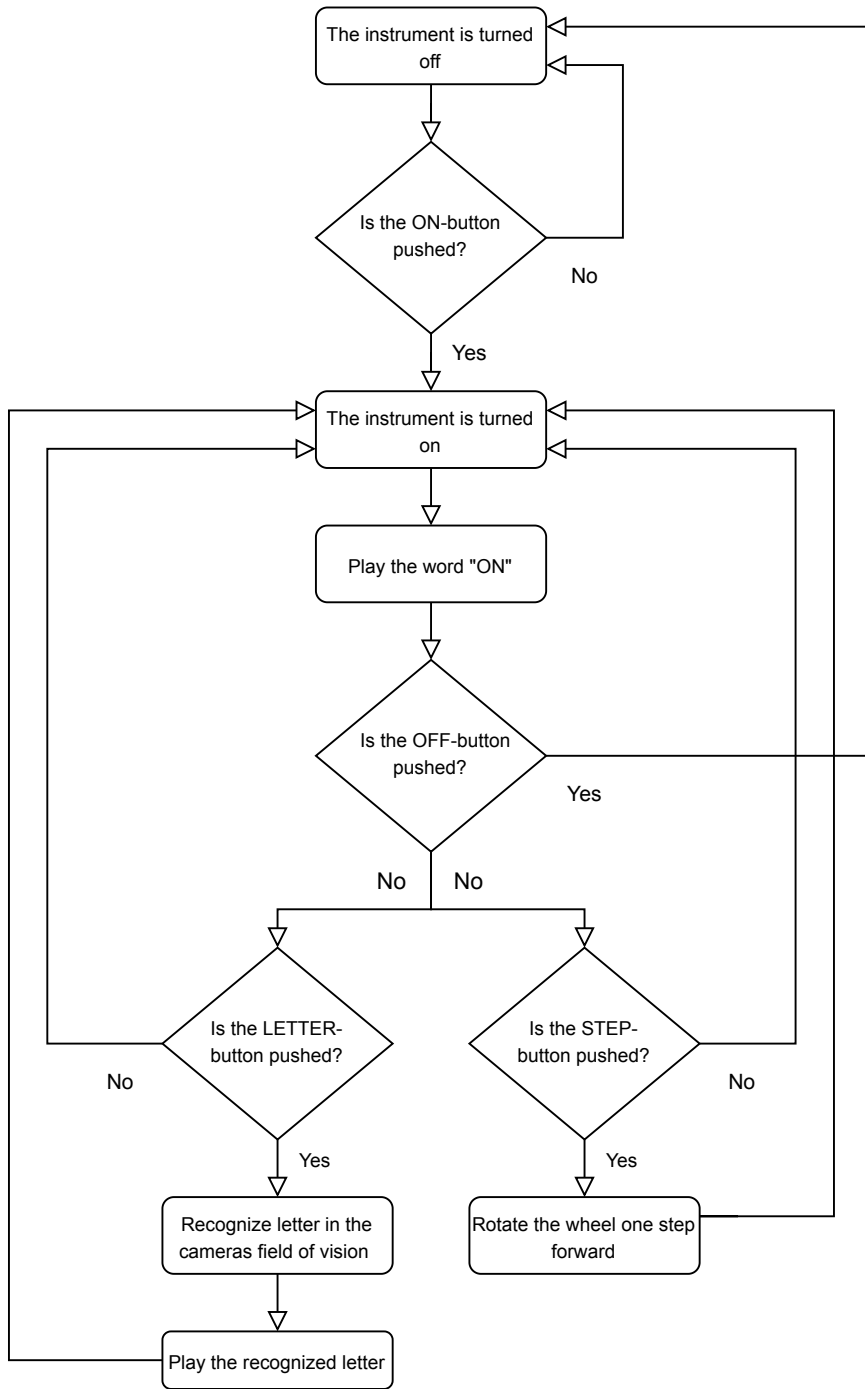 The instrument is turned
off
Is the ON-button
pushed?
No
Yes
The instrument is turned
on
Play the word "ON"
Is the OFF-button
pushed?
Yes
No No
Is the LETTER-
button pushed?
No
Yes
Is the STEP-
button pushed?
No
Yes
Recognize letter in the
cameras field of vision
Rotate the wheel one step
forward
Play the recognized letter